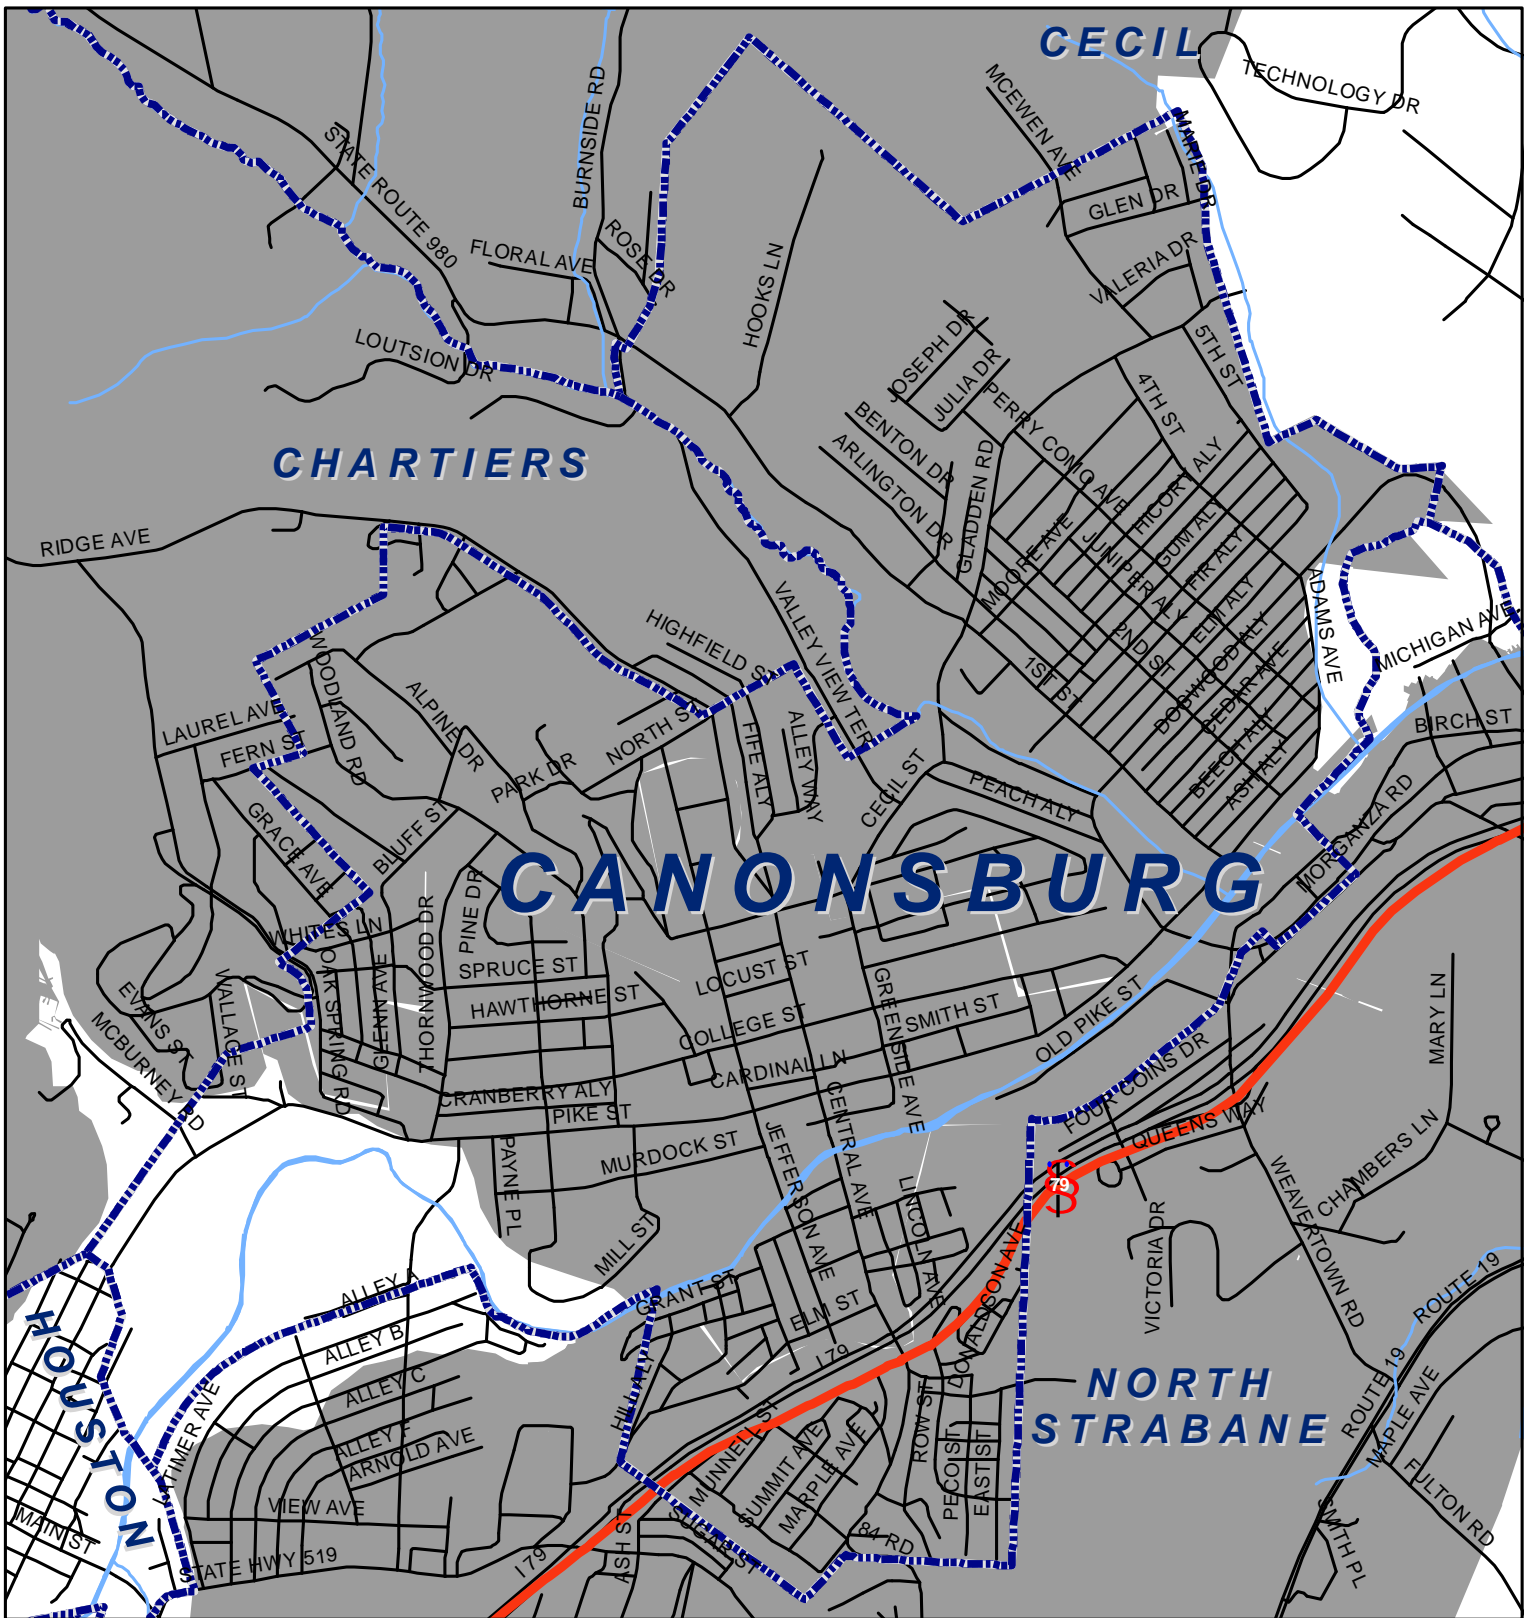 CECIL
TECHNOLOGY DR
MCEWEN AVE
MARIE DR
BURNSIDE RD
STATE ROUTE 980
GLEN DR
FLORAL AVE
ROSE DR
HOOKS LN
VALERIA DR
LOUTSION DR
JOSEPH DR
JULIA DR
5TH ST
4TH ST
PERRY COMO AVE
BENTON DR
ARLINGTON DR
GLADDEN RD
CHARTIERS
HICORY ALY
GUM ALY
FIR ALY
RIDGE AVE
MOORE AVE
JUNIPER ALY
ELM ALY
ADAMS AVE
VALLEY VIEW TER
HIGHFIELD ST
2ND ST
1ST ST
DOBWOOD ALY
CEDAR AVE
MICHIGAN AVE
WOODLAND RD
ALPINE DR
LAUREL AVE
FERN ST
NORTH ST
FIFE ALY
ALLEY WAY
BEECH ALY
ASH ALY
BIRCH ST
PARK DR
CECIL ST
PEACH ALY
MORGANZA RD
GRACE AVE
BLUFF ST
CANONSBURG
PINE DR
THORNWOOD DR
WHITES LN
OAK SPRING RD
GLENN AVE
SPRUCE ST
HAWTHORNE ST
LOCUST ST
COLLEGE ST
GREENSIDE AVE
SMITH ST
OLD PIKE ST
EVANS ST
WALLACE ST
MCBURNEY RD
MARY LN
CARDINAL LN
CRANBERRY ALY
PIKE ST
CENTRAL AVE
FOUR COINS DR
QUEENS WAY
CHAMBERS LN
PAYNE PL
MURDOCK ST
JEFFERSON AVE
LINCOLN AVE
79
WEAVERTOWN RD
VICTORIA DR
MILL ST
DONALDSON AVE
ROUTE 19
ALLEY A
GRANT ST
ELM ST
ALLEY B
I 79
HOUSTON
NORTH
STRABANE
ROUTE 19
MAPLE AVE
ALLEY C
HILL ALY
LATIMER AVE
ALLEY F
ARNOLD AVE
MUNNELL ST
SUMMIT AVE
MARPLE AVE
ROW ST
PECO ST
EAST ST
FULTON RD
VIEW AVE
MAIN ST
STATE HWY 519
I 79
ASH ST
SUGAR ST
84 RD
SMITH PL